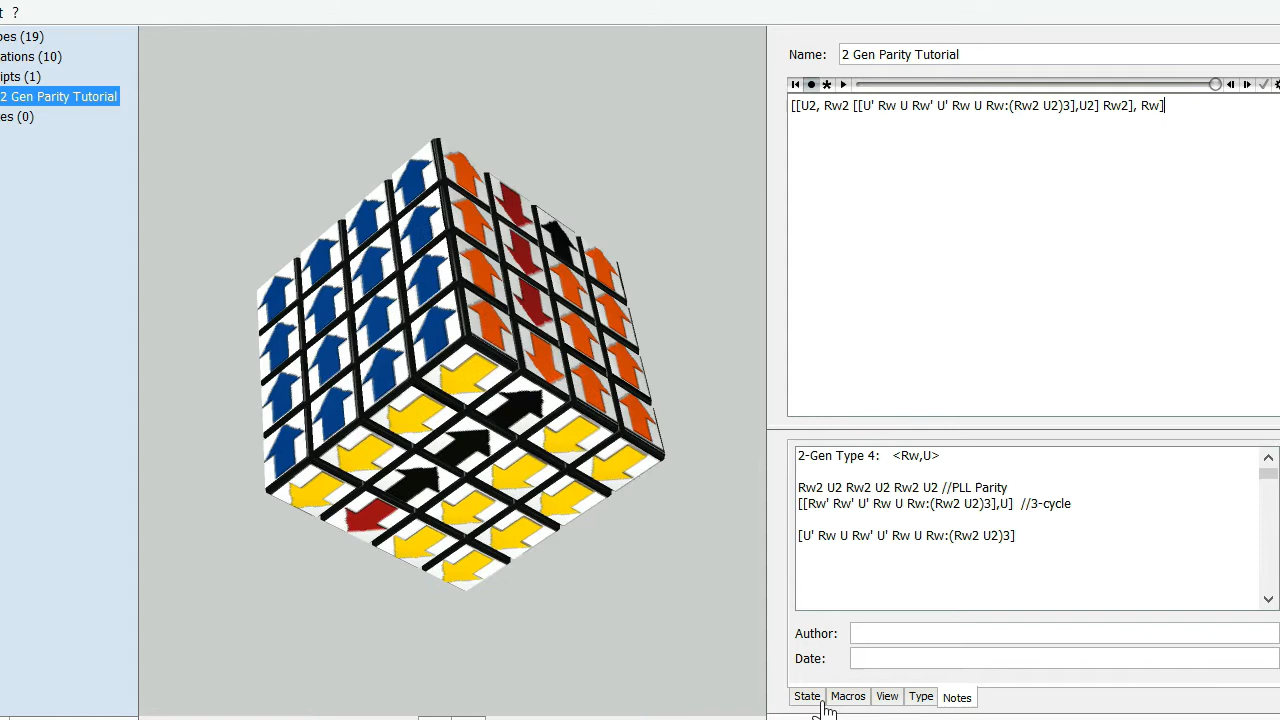 t ?
pes (19)
rations (10)
ipts (1)
2 Gen Parity Tutorial
es (0)
Name: 2 Gen Parity Tutorial
[[U2, Rw2 [[U' Rw U Rw' U' Rw U Rw:(Rw2 U2)3],U2] Rw2], Rw]
2-Gen Type 4: <Rw,U>
Rw2 U2 Rw2 U2 Rw2 U2 //PLL Parity
[[Rw' Rw' U' Rw U Rw:(Rw2 U2)3],U] //3-cycle
[U' Rw U Rw' U' Rw U Rw:(Rw2 U2)3]
Author:
Date:
State Macros View Type Notes